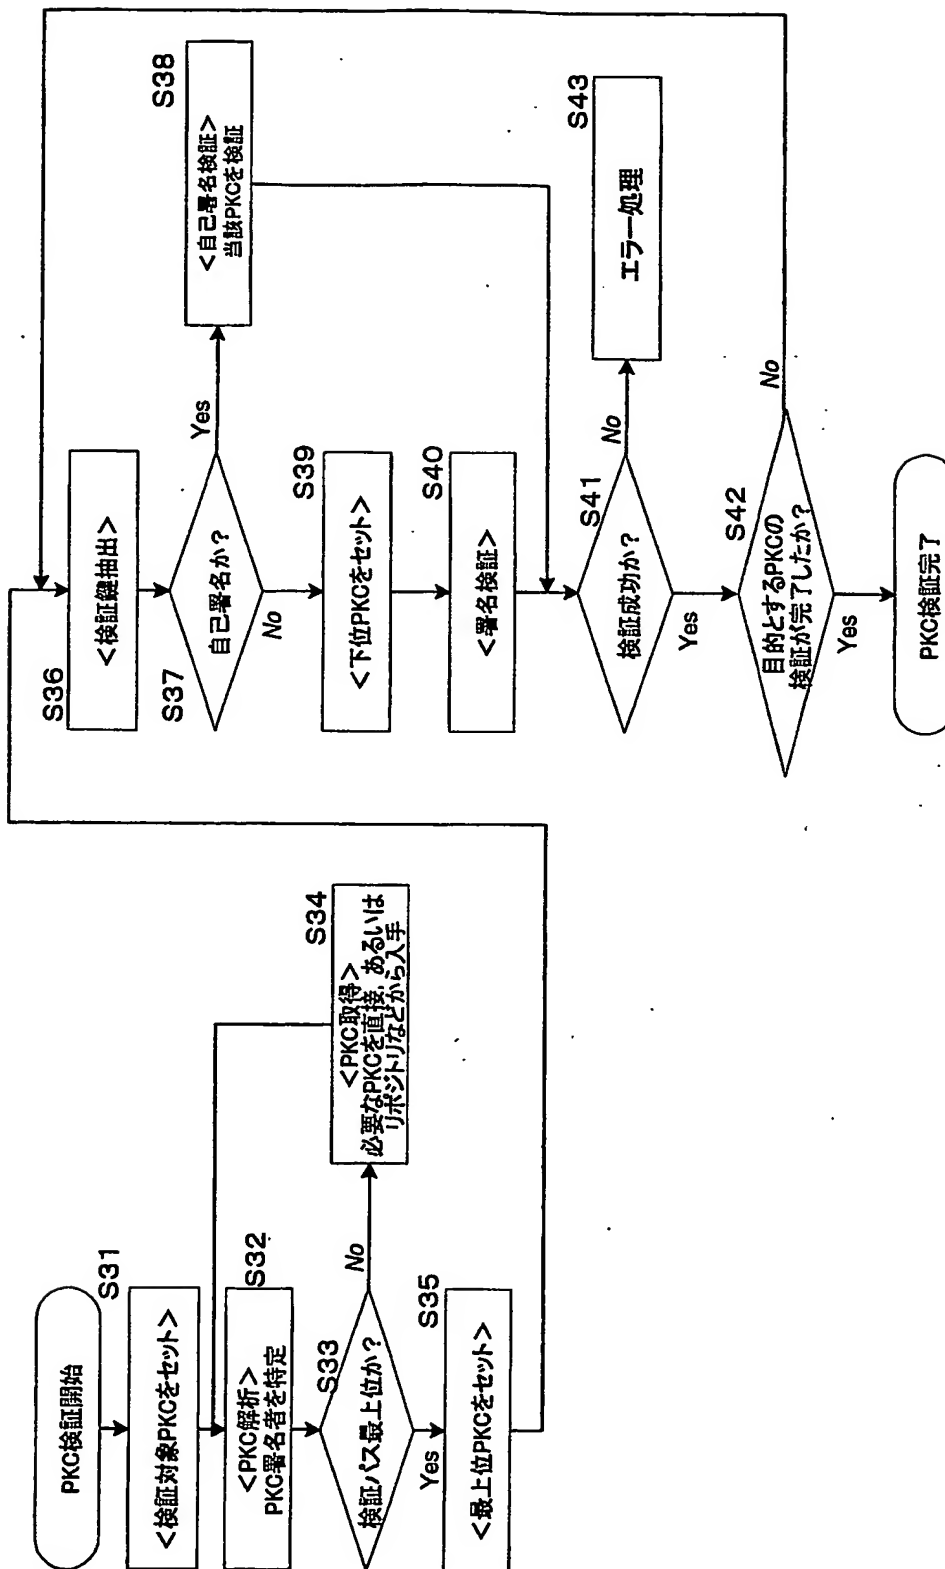 PKC検証開始
S31
<検証対象PKCをセット>
S32
<PKC解析>
PKC署名者を特定
S33
検証パス最上位か?
No
Yes
S34
<PKC取得>
必要なPKCを直接、あるいは
リポジトリなどから入手
S35
<最上位PKCをセット>
S36
<検証鍵抽出>
S37
自己署名か?
Yes
No
S38
<自己署名検証>
当該PKCを検証
S39
<下位PKCをセット>
S40
<署名検証>
S41
検証成功か?
No
Yes
S43
エラー処理
S42
目的とするPKCの
検証が完了したか?
No
Yes
PKC検証完了